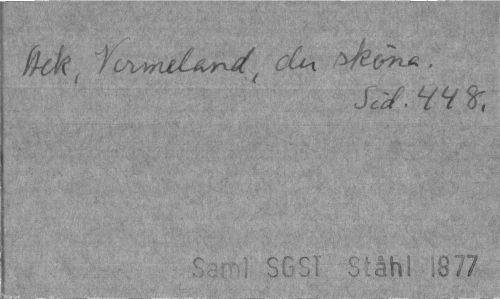 Ack, Vermeland, du sköna.
Sid. 448.
Saml SGST Ståhl 1877